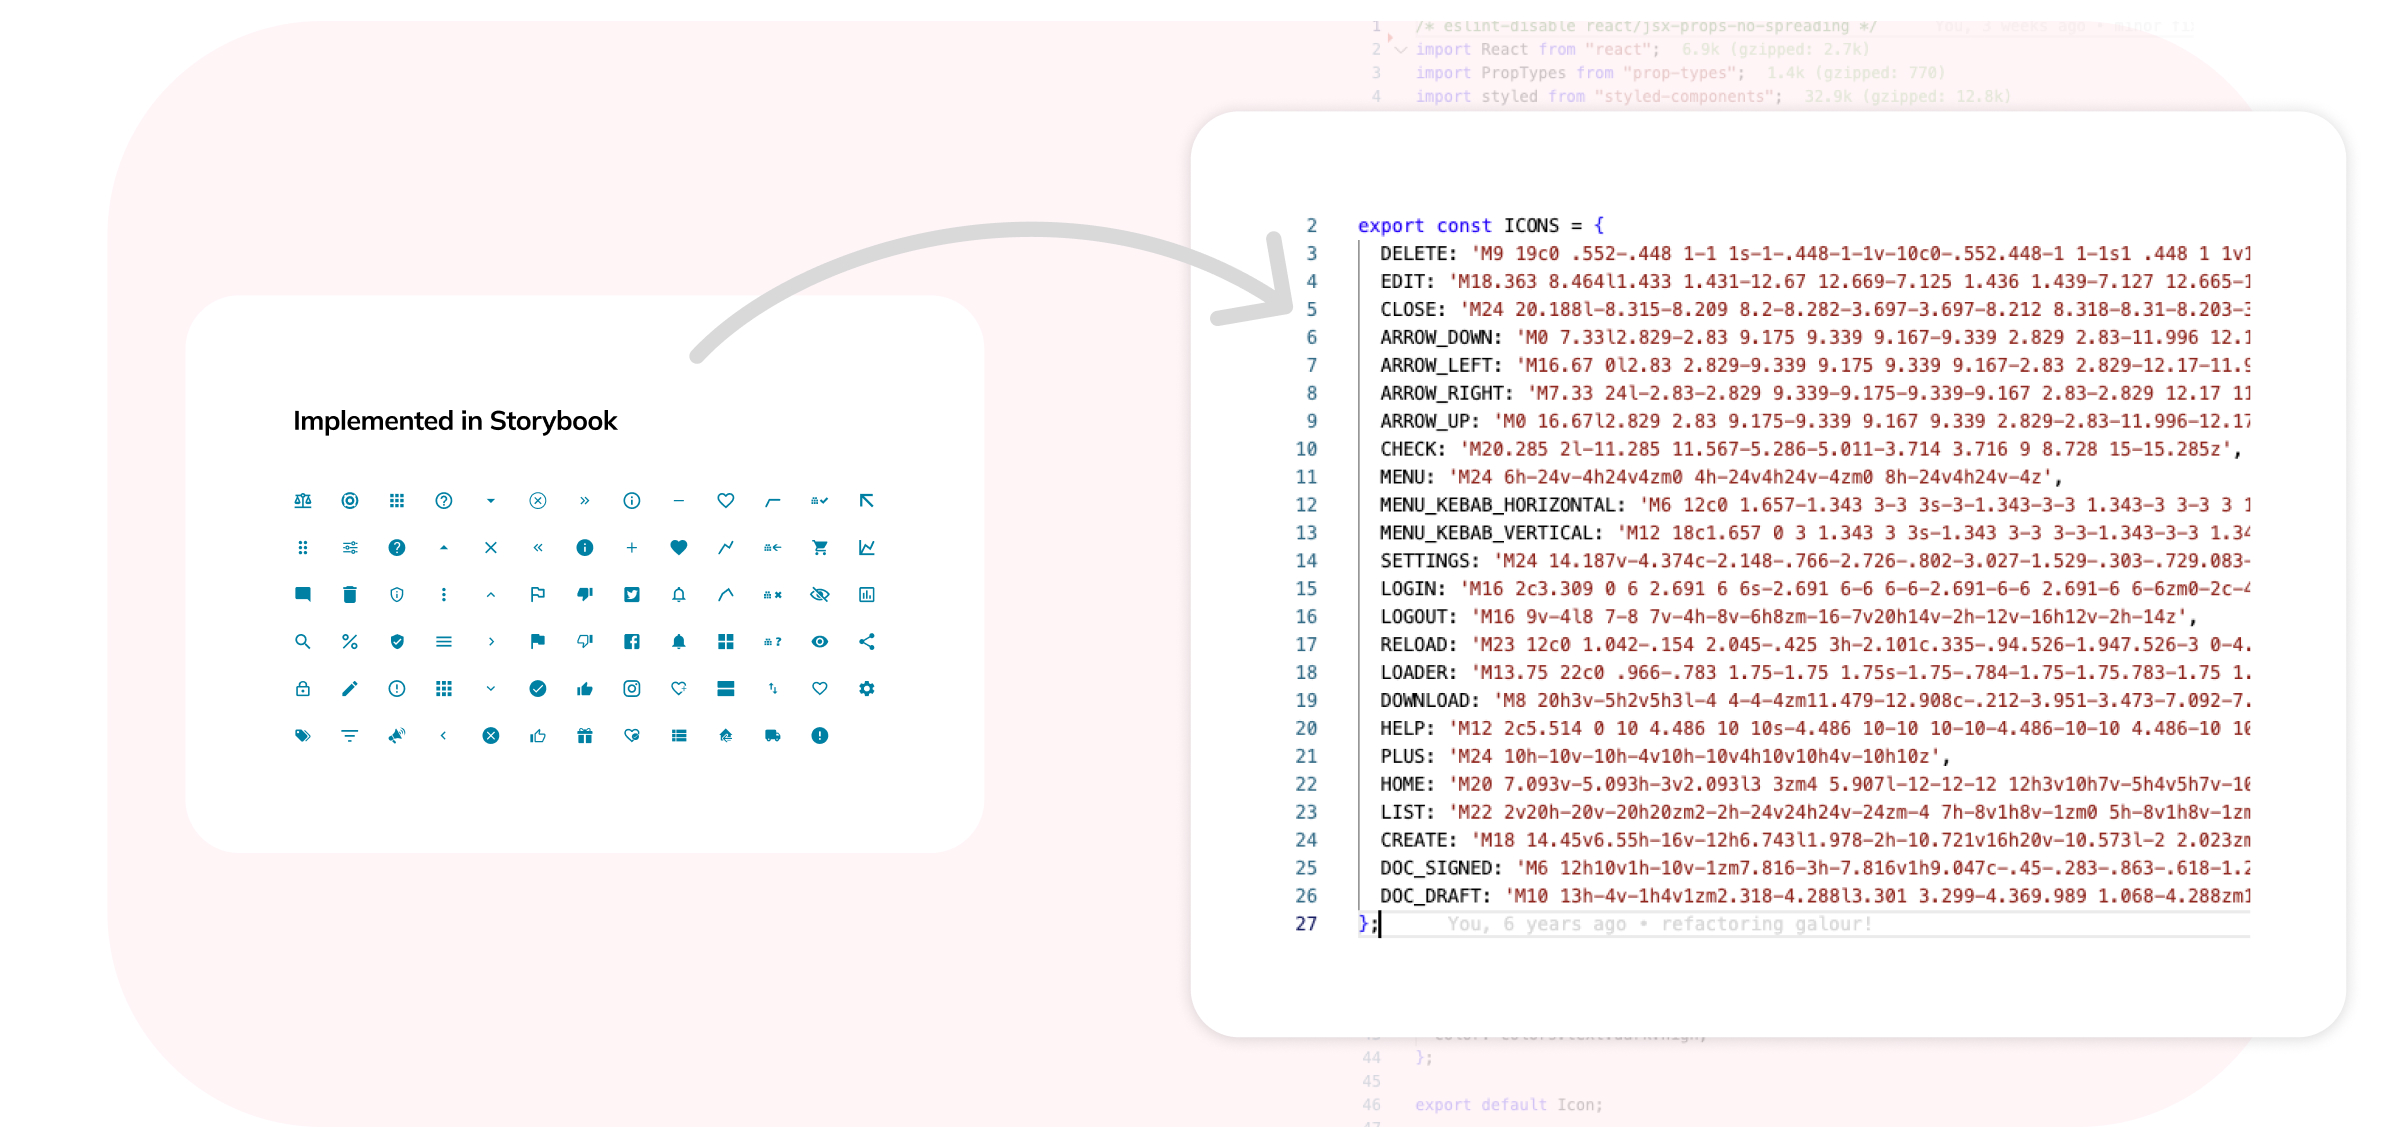 1 /* eslint-disable react/jsx-props-no-spreading */ You, 3 weeks ago • minor fi
2 import React from "react"; 6.9k (gzipped: 2.7k)
3 import PropTypes from "prop-types"; 1.4k (gzipped: 770)
4 import styled from "styled-components"; 32.9k (gzipped: 12.8k)
Implemented in Storybook
2 export const ICONS = {
3 DELETE: 'M9 19c0 .552-.448 1-1 1s-1-.448-1-1v-10c0-.552.448-1 1-1s1 .448 1 1v1
4 EDIT: 'M18.363 8.464l1.433 1.431-12.67 12.669-7.125 1.436 1.439-7.127 12.665-1
5 CLOSE: 'M24 20.188l-8.315-8.209 8.2-8.282-3.697-3.697-8.212 8.318-8.31-8.203-3
6 ARROW_DOWN: 'M0 7.33l2.829-2.83 9.175 9.339 9.167-9.339 2.829 2.83-11.996 12.1
7 ARROW_LEFT: 'M16.67 0l2.83 2.829-9.339 9.175 9.339 9.167-2.83 2.829-12.17-11.9
8 ARROW_RIGHT: 'M7.33 24l-2.83-2.829 9.339-9.175-9.339-9.167 2.83-2.829 12.17 11
9 ARROW_UP: 'M0 16.67l2.829 2.83 9.175-9.339 9.167 9.339 2.829-2.83-11.996-12.17
10 CHECK: 'M20.285 2l-11.285 11.567-5.286-5.011-3.714 3.716 9 8.728 15-15.285z',
11 MENU: 'M24 6h-24v-4h24v4zm0 4h-24v4h24v-4zm0 8h-24v4h24v-4z',
12 MENU_KEBAB_HORIZONTAL: 'M6 12c0 1.657-1.343 3-3 3s-3-1.343-3-3 1.343-3 3-3 3 1
13 MENU_KEBAB_VERTICAL: 'M12 18c1.657 0 3 1.343 3 3s-1.343 3-3 3-3-1.343-3-3 1.34
14 SETTINGS: 'M24 14.187v-4.374c-2.148-.766-2.726-.802-3.027-1.529-.303-.729.083-
15 LOGIN: 'M16 2c3.309 0 6 2.691 6 6s-2.691 6-6 6-6-2.691-6-6 2.691-6 6-6zm0-2c-4
16 LOGOUT: 'M16 9v-4l8 7-8 7v-4h-8v-6h8zm-16-7v20h14v-2h-12v-16h12v-2h-14z',
17 RELOAD: 'M23 12c0 1.042-.154 2.045-.425 3h-2.101c.335-.94.526-1.947.526-3 0-4.
18 LOADER: 'M13.75 22c0 .966-.783 1.75-1.75 1.75s-1.75-.784-1.75-1.75.783-1.75 1.
19 DOWNLOAD: 'M8 20h3v-5h2v5h3l-4 4-4-4zm11.479-12.908c-.212-3.951-3.473-7.092-7.
20 HELP: 'M12 2c5.514 0 10 4.486 10 10s-4.486 10-10 10-10-4.486-10-10 4.486-10 10
21 PLUS: 'M24 10h-10v-10h-4v10h-10v4h10v10h4v-10h10z',
22 HOME: 'M20 7.093v-5.093h-3v2.093l3 3zm4 5.907l-12-12-12 12h3v10h7v-5h4v5h7v-10
23 LIST: 'M22 2v20h-20v-20h20zm2-2h-24v24h24v-24zm-4 7h-8v1h8v-1zm0 5h-8v1h8v-1zm
24 CREATE: 'M18 14.45v6.55h-16v-12h6.743l1.978-2h-10.721v16h20v-10.573l-2 2.023zm
25 DOC_SIGNED: 'M6 12h10v1h-10v-1zm7.816-3h-7.816v1h9.047c-.45-.283-.863-.618-1.2
26 DOC_DRAFT: 'M10 13h-4v-1h4v1zm2.318-4.288l3.301 3.299-4.369.989 1.068-4.288zm1
27 }; You, 6 years ago • refactoring galour!
44 };
45
46 export default Icon;